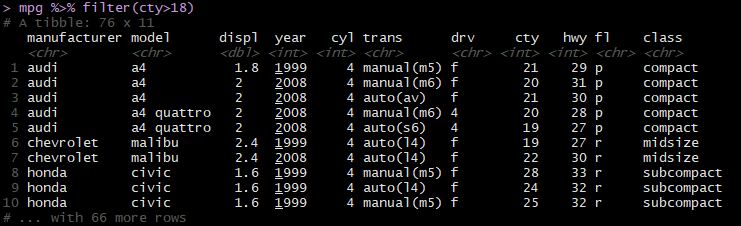 > mpg %>% filter(cty>18)
# A tibble: 76 x 11
manufacturer model displ year cyl trans drv cty hwy fl class
<chr> <chr> <dbl> <int> <int> <chr> <chr> <int> <int> <chr> <chr>
1 audi a4 1.8 1999 4 manual(m5) f 21 29 p compact
2 audi a4 2 2008 4 manual(m6) f 20 31 p compact
3 audi a4 2 2008 4 auto(av) f 21 30 p compact
4 audi a4 quattro 2 2008 4 manual(m6) 4 20 28 p compact
5 audi a4 quattro 2 2008 4 auto(s6) 4 19 27 p compact
6 chevrolet malibu 2.4 1999 4 auto(l4) f 19 27 r midsize
7 chevrolet malibu 2.4 2008 4 auto(l4) f 22 30 r midsize
8 honda civic 1.6 1999 4 manual(m5) f 28 33 r subcompact
9 honda civic 1.6 1999 4 auto(l4) f 24 32 r subcompact
10 honda civic 1.6 1999 4 manual(m5) f 25 32 r subcompact
# ... with 66 more rows